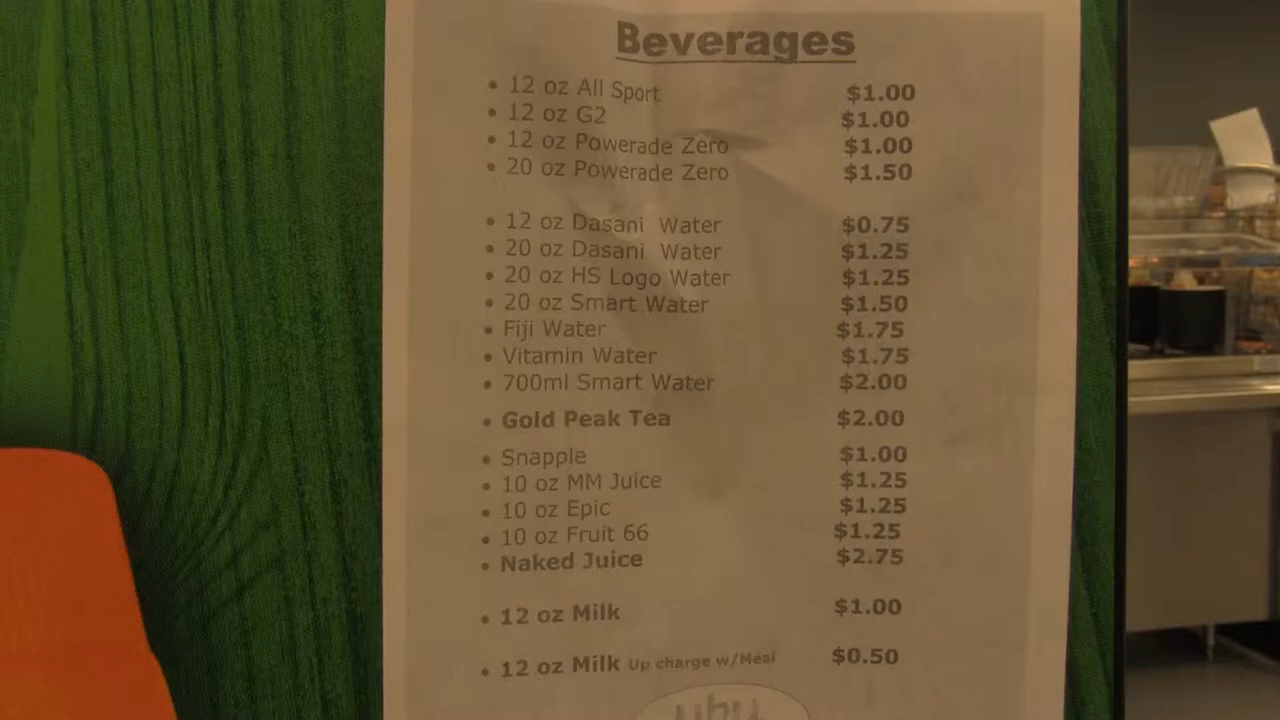 Beverages
• 12 oz All Sport $1.00
• 12 oz G2 $1.00
• 12 oz Powerade Zero $1.00
• 20 oz Powerade Zero $1.50
• 12 oz Dasani Water $0.75
• 20 oz Dasani Water $1.25
• 20 oz HS Logo Water $1.25
• 20 oz Smart Water $1.50
• Fiji Water $1.75
• Vitamin Water $1.75
• 700ml Smart Water $2.00
• Gold Peak Tea $2.00
• Snapple $1.00
• 10 oz MM Juice $1.25
• 10 oz Epic $1.25
• 10 oz Fruit 66 $1.25
• Naked Juice $2.75
• 12 oz Milk $1.00
• 12 oz Milk Up charge w/Meal $0.50